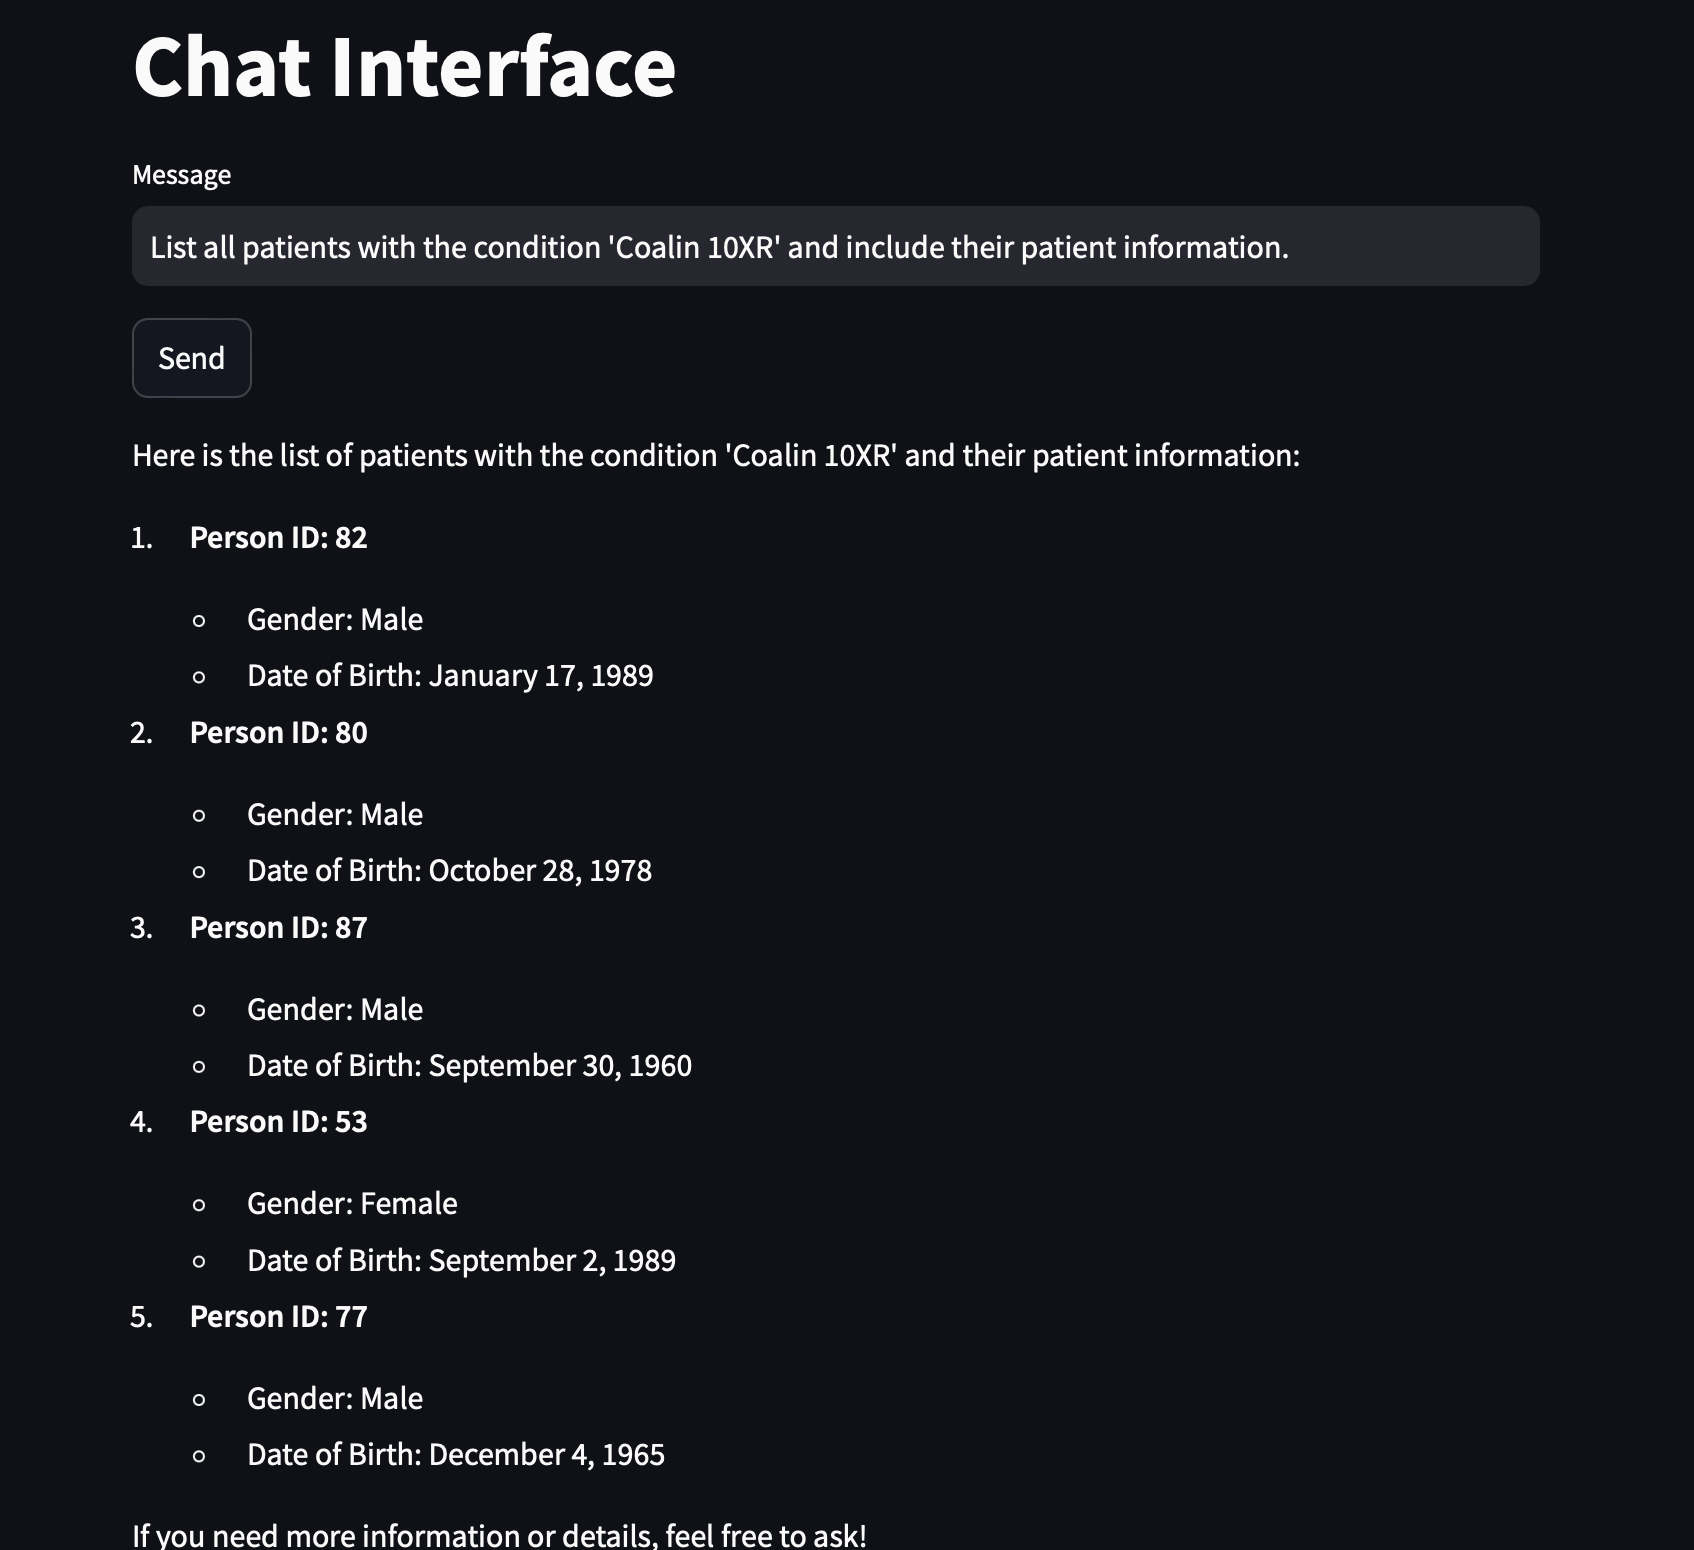 Chat Interface
Message
List all patients with the condition 'Coalin 10XR' and include their patient information.
Send
Here is the list of patients with the condition 'Coalin 10XR' and their patient information:
1. Person ID: 82
○ Gender: Male
○ Date of Birth: January 17, 1989
2. Person ID: 80
○ Gender: Male
○ Date of Birth: October 28, 1978
3. Person ID: 87
○ Gender: Male
○ Date of Birth: September 30, 1960
4. Person ID: 53
○ Gender: Female
○ Date of Birth: September 2, 1989
5. Person ID: 77
○ Gender: Male
○ Date of Birth: December 4, 1965
If you need more information or details, feel free to ask!